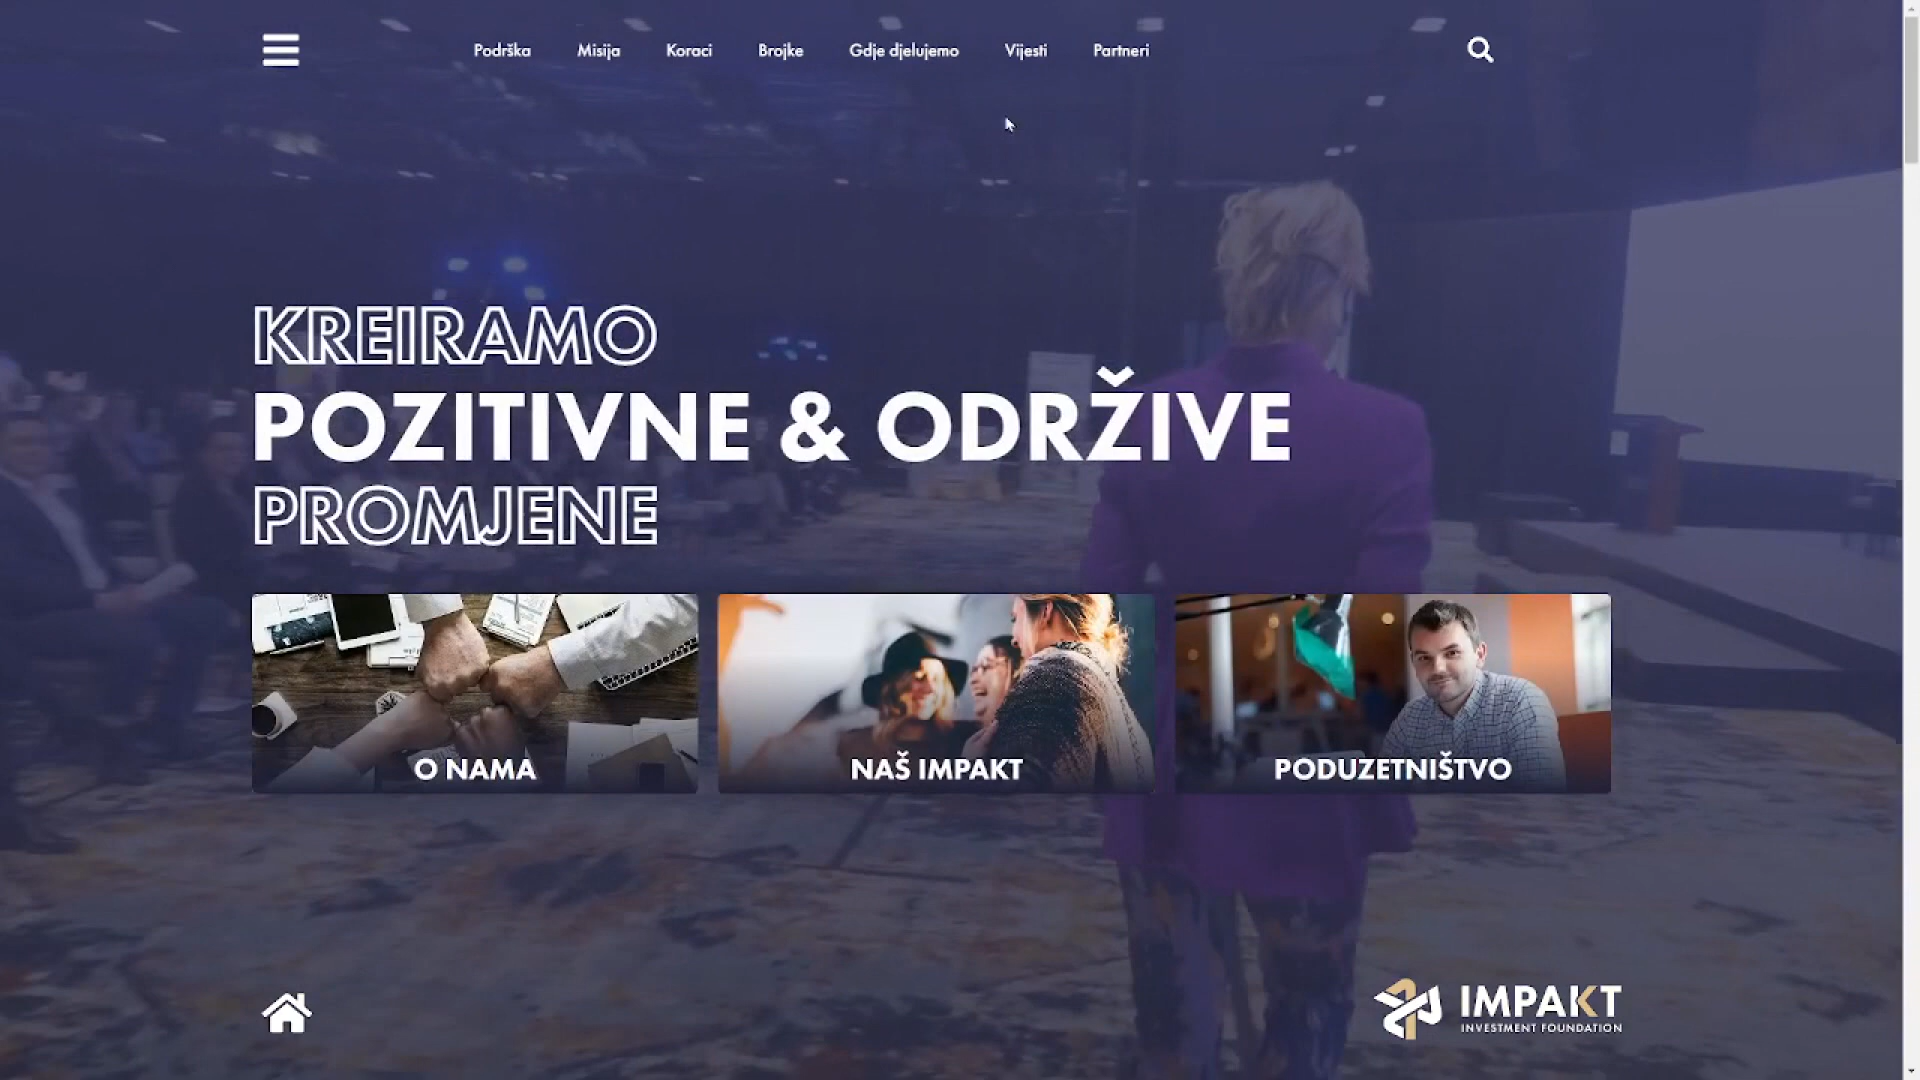 Podrška Misija Koraci Brojke Gdje djelujemo Vijesti Partneri
KREIRAMO
POZITIVNE & ODRŽIVE
PROMJENE
O NAMA
NAŠ IMPAKT
PODUZETNIŠTVO
IMPAKT
INVESTMENT FOUNDATION